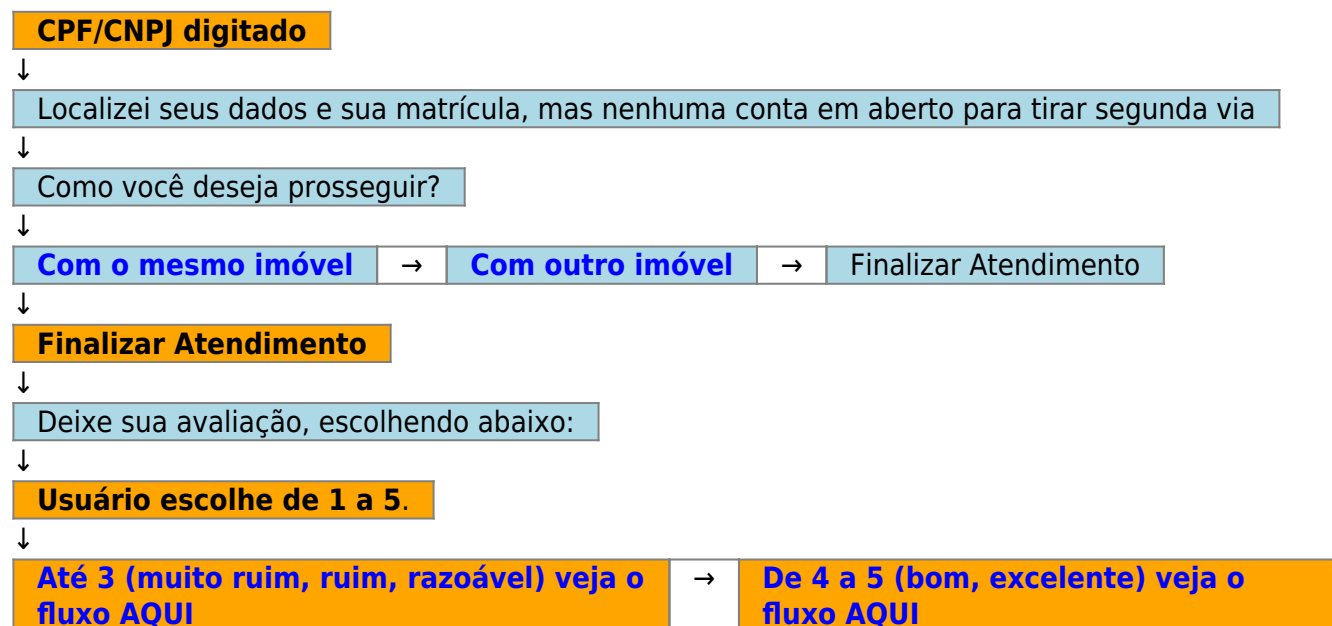 CPF/CNPJ digitado
↓
Localizei seus dados e sua matrícula, mas nenhuma conta em aberto para tirar segunda via
↓
Como você deseja prosseguir?
↓
Com o mesmo imóvel → Com outro imóvel → Finalizar Atendimento
↓
Finalizar Atendimento
↓
Deixe sua avaliação, escolhendo abaixo:
↓
Usuário escolhe de 1 a 5.
↓
Até 3 (muito ruim, ruim, razoável) veja o → De 4 a 5 (bom, excelente) veja o
fluxo AQUI fluxo AQUI